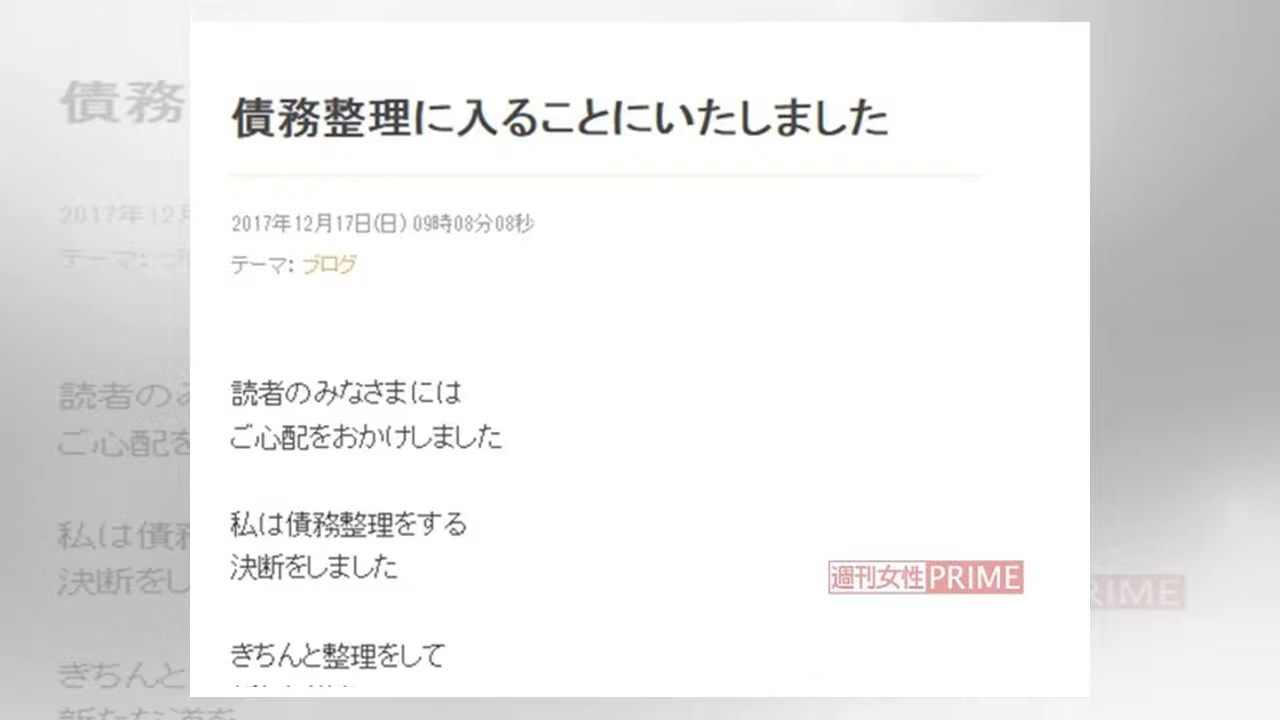 債務整理に入ることにいたしました
2017年12月17日(日) 09時08分08秒
テーマ: ブログ
読者のみなさまには
ご心配をおかけしました
私は債務整理をする
決断をしました
週刊女性PRIME
きちんと整理をして